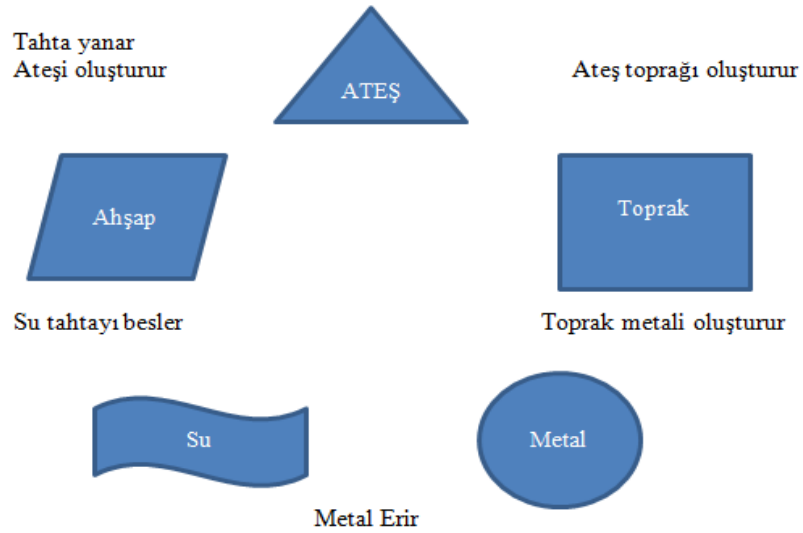 Tahta yanar
Ateşi oluşturur
ATEŞ
Ateş toprağı oluşturur
Ahşap
Toprak
Su tahtayı besler
Toprak metali oluşturur
Su
Metal
Metal Erir